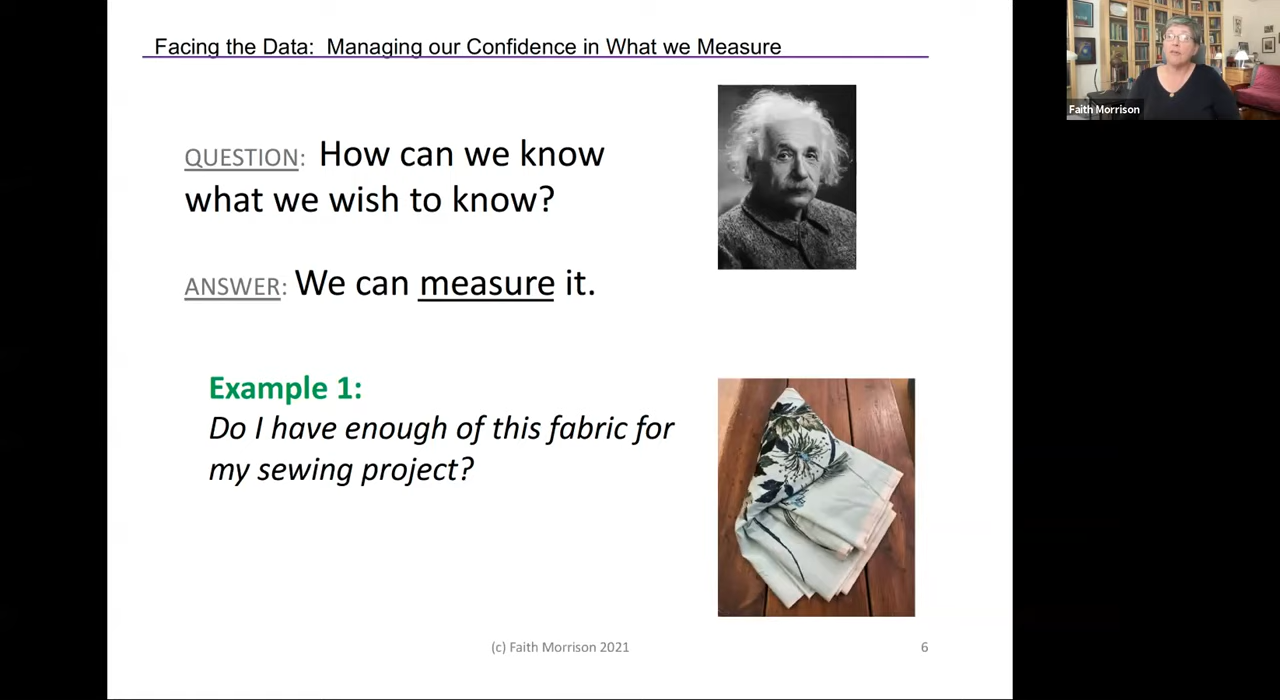 Facing the Data: Managing our Confidence in What we Measure
QUESTION: How can we know
what we wish to know?
ANSWER: We can measure it.
Example 1:
Do I have enough of this fabric for
my sewing project?
(c) Faith Morrison 2021
6
Faith Morrison